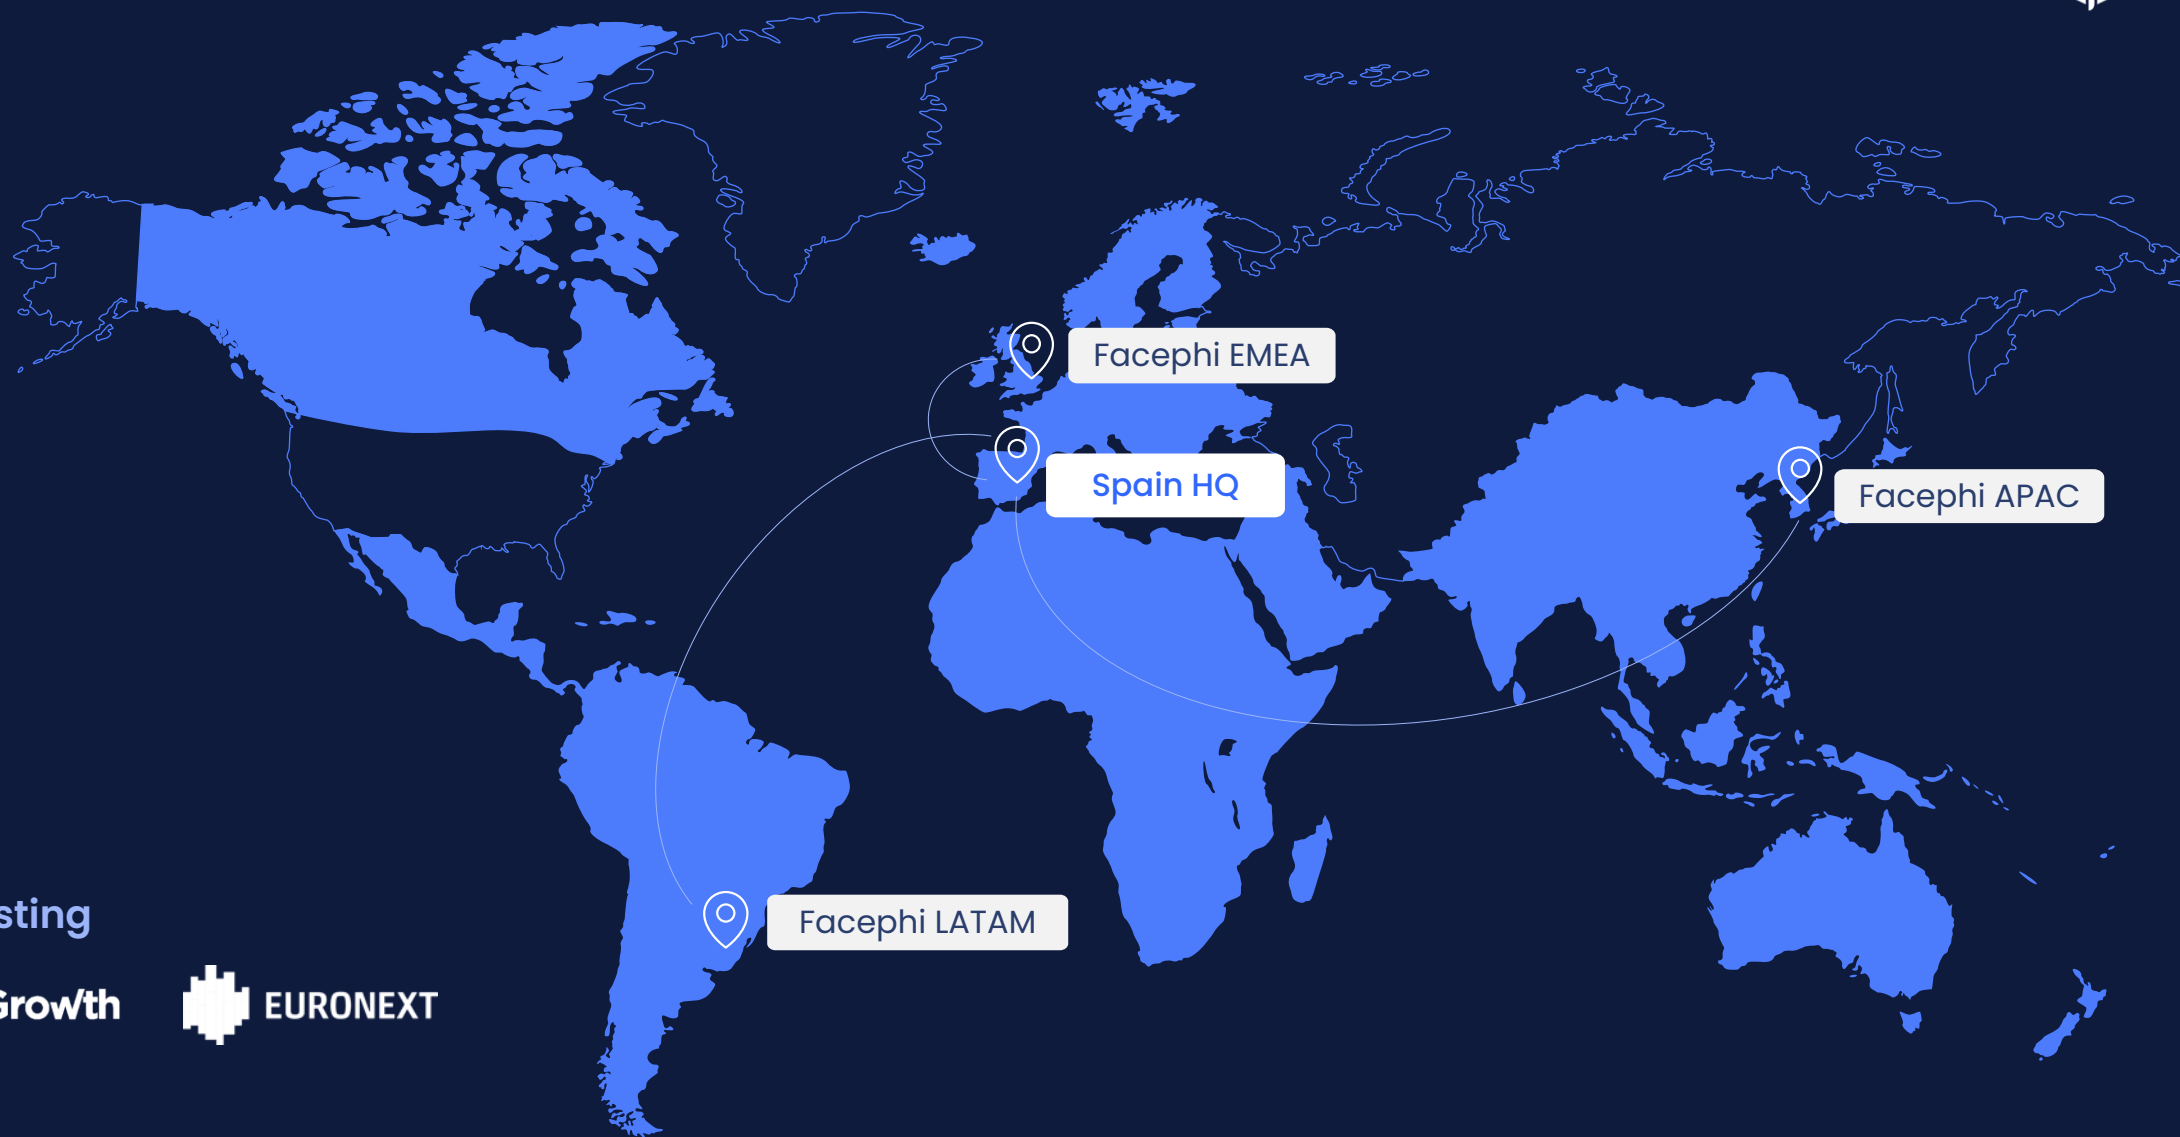 Facephi EMEA
Spain HQ
Facephi APAC
Facephi LATAM
sting
Growth
EURONEXT